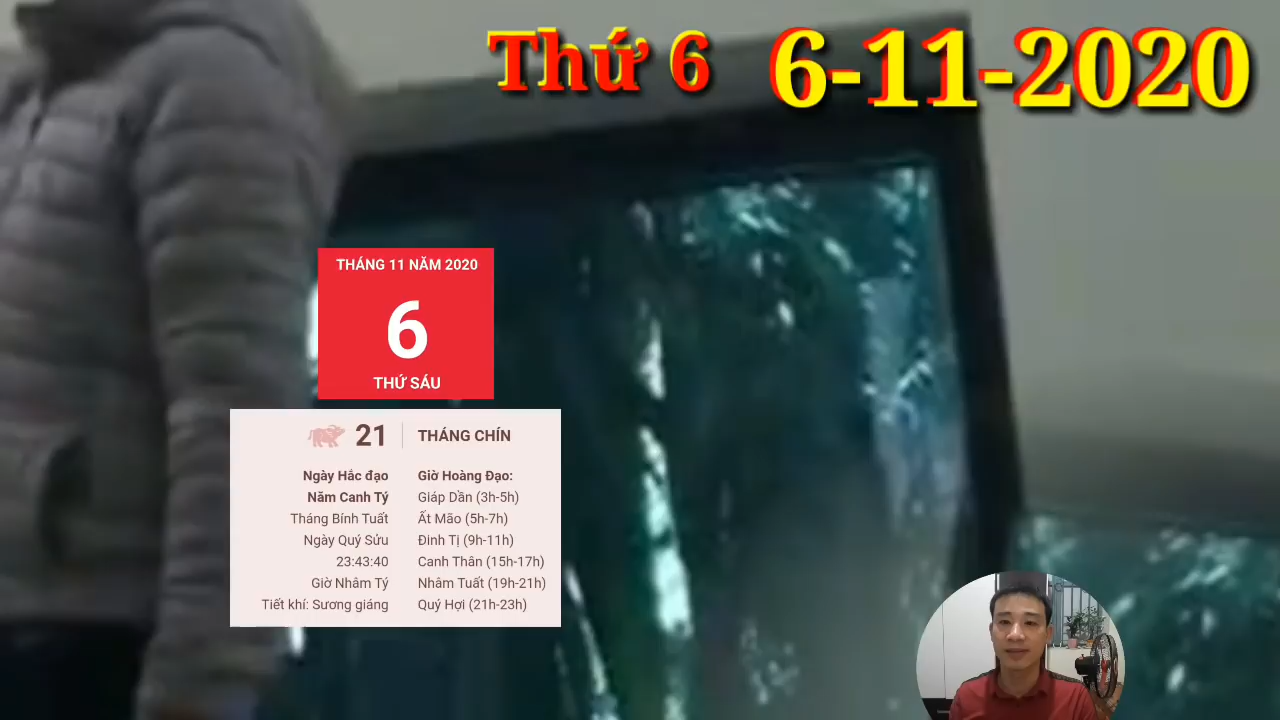 Thứ 6 6-11-2020
THÁNG 11 NĂM 2020
6
THỨ SÁU
21 THÁNG CHÍN
Ngày Hắc đạo
Năm Canh Tý
Tháng Bính Tuất
Ngày Quý Sửu
23:43:40
Giờ Nhâm Tý
Tiết khí: Sương giáng
Giờ Hoàng Đạo:
Giáp Dần (3h-5h)
Ất Mão (5h-7h)
Đinh Tị (9h-11h)
Canh Thân (15h-17h)
Nhâm Tuất (19h-21h)
Quý Hợi (21h-23h)